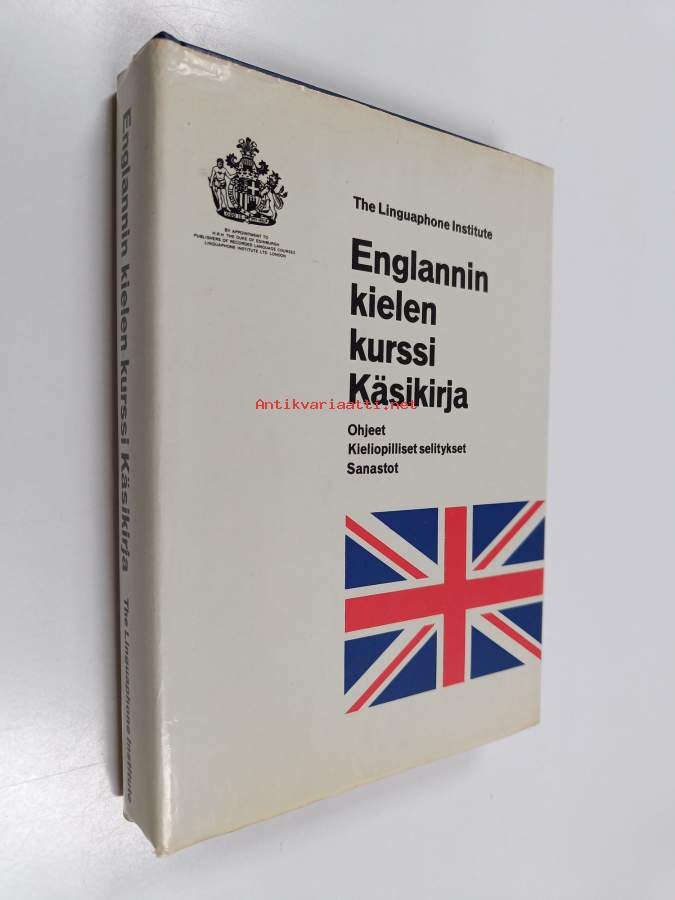 BY APPOINTMENT TO
H.R.H. THE DUKE OF EDINBURGH
PUBLISHERS OF RECORDED LANGUAGE COURSES
LINGUAPHONE INSTITUTE LTD. LONDON
The Linguaphone Institute
Englannin
kielen
kurssi
Käsikirja
Antikvariaatti.net
Ohjeet
Kieliopilliset selitykset
Sanastot
Englannin kielen kurssi Käsikirja The Linguaphone Institute